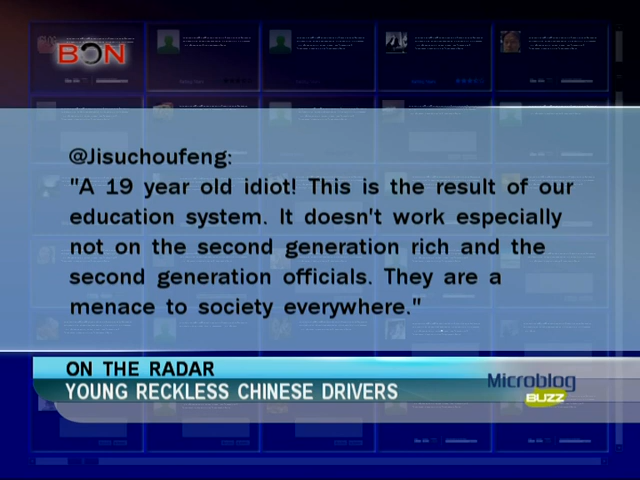 BON
@Jisuchoufeng:
"A 19 year old idiot! This is the result of our
education system. It doesn't work especially
not on the second generation rich and the
second generation officials. They are a
menace to society everywhere."
ON THE RADAR
YOUNG RECKLESS CHINESE DRIVERS
Microblog
BUZZ